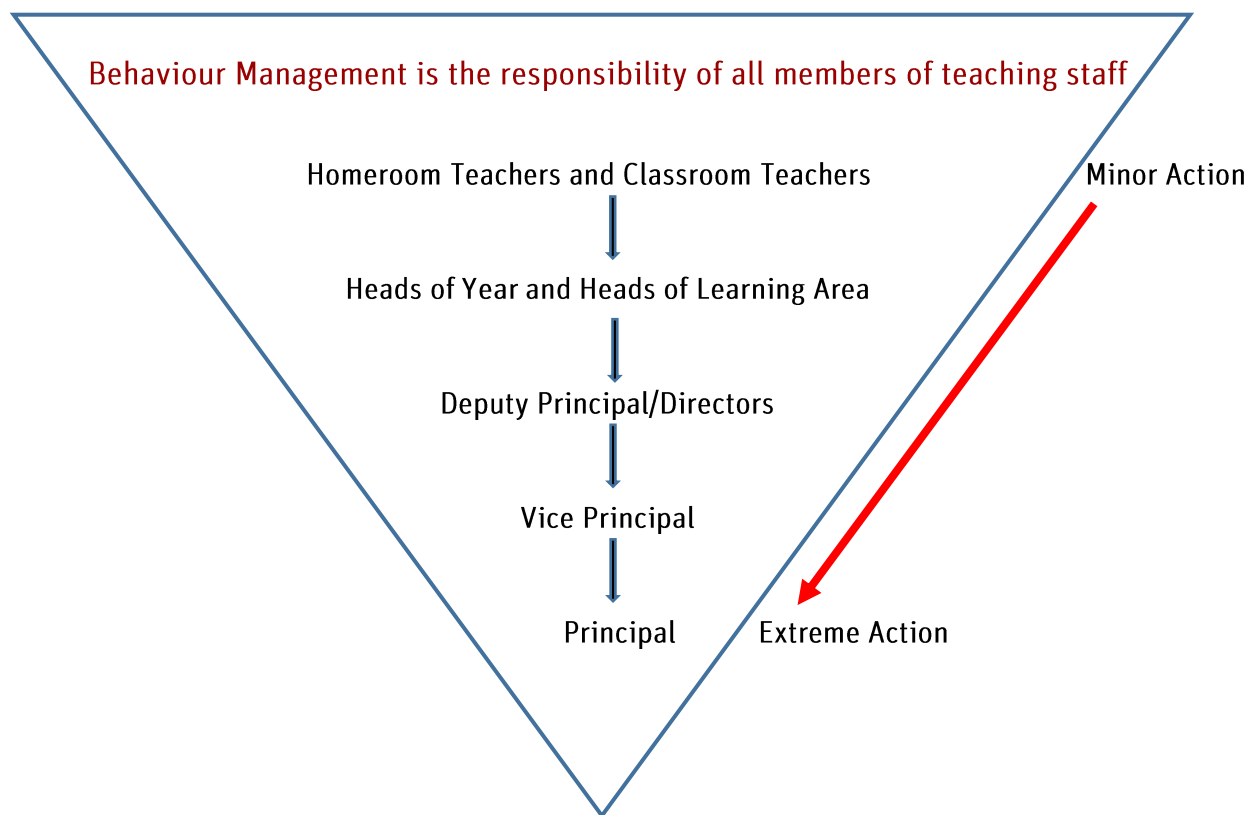 Behaviour Management is the responsibility of all members of teaching staff
Homeroom Teachers and Classroom Teachers
Minor Action
Heads of Year and Heads of Learning Area
Deputy Principal/Directors
Vice Principal
Principal
Extreme Action